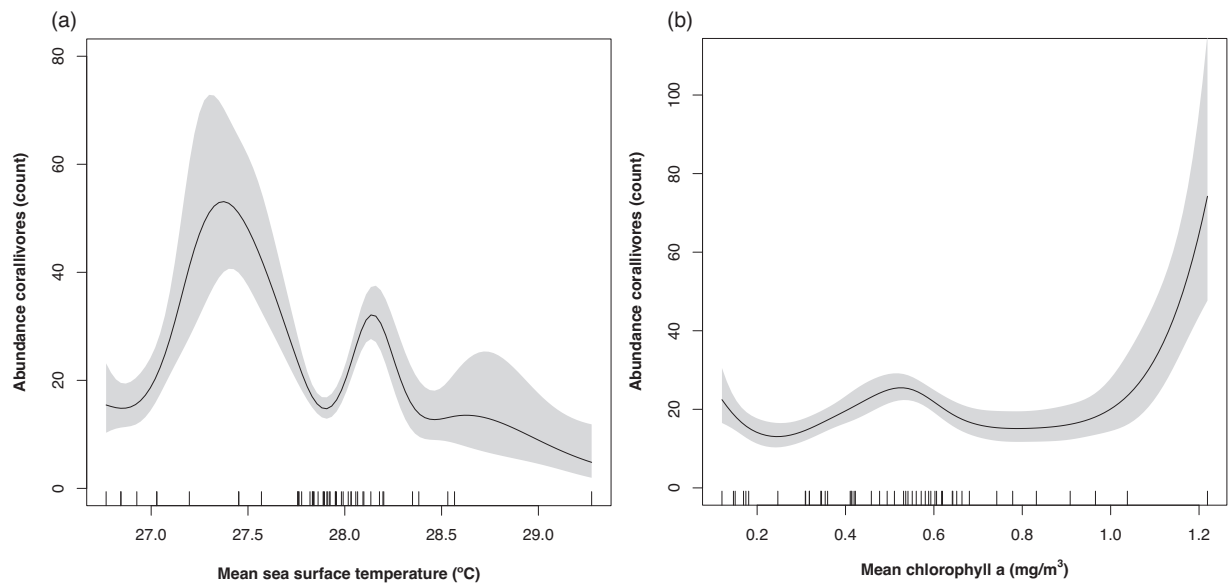 (a)
Abundance corallivores (count)
80
60
40
20
0
27.0 27.5 28.0 28.5 29.0
Mean sea surface temperature (°C)
(b)
Abundance corallivores (count)
100
80
60
40
20
0
0.2 0.4 0.6 0.8 1.0 1.2
Mean chlorophyll a (mg/m³)